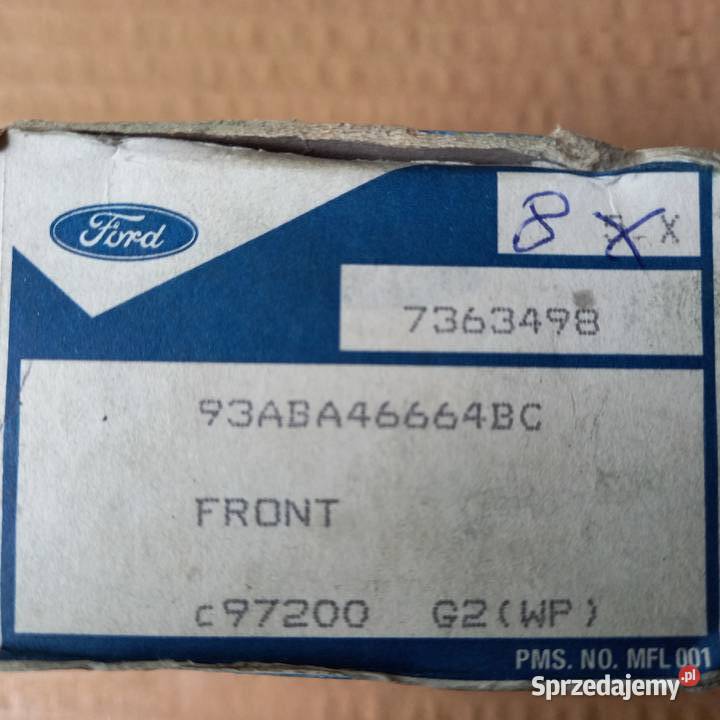 Ford
8 X X
7363498
93ABA46664BC
FRONT
c97200 G2(WP)
PMS. NO. MFL 001
Sprzedajemy.pl